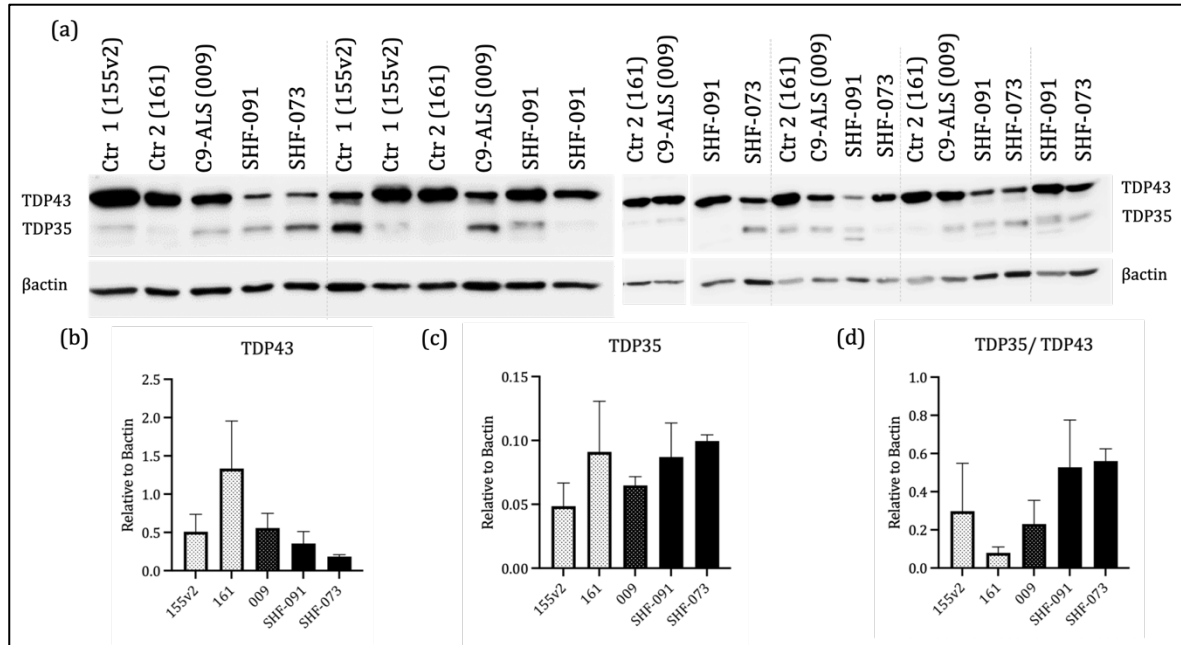 (a)
Ctr 1 (155v2)
Ctr 2 (161)
C9-ALS (009)
SHF-091
SHF-073
Ctr 1 (155v2)
Ctr 1 (155v2)
Ctr 2 (161)
C9-ALS (009)
SHF-091
SHF-091
Ctr 2 (161)
C9-ALS (009)
SHF-091
SHF-073
Ctr 2 (161)
C9-ALS (009)
SHF-091
SHF-073
Ctr 2 (161)
C9-ALS (009)
SHF-091
SHF-073
SHF-091
SHF-073
TDP43
TDP35
βactin
TDP43
TDP35
βactin
(b)
TDP43
Relative to Bactin
2.5
2.0
1.5
1.0
0.5
0.0
155v2
161
009
SHF-091
SHF-073
(c)
TDP35
Relative to Bactin
0.15
0.10
0.05
0.00
155v2
161
009
SHF-091
SHF-073
(d)
TDP35/ TDP43
Relative to Bactin
1.0
0.8
0.6
0.4
0.2
0.0
155v2
161
009
SHF-091
SHF-073